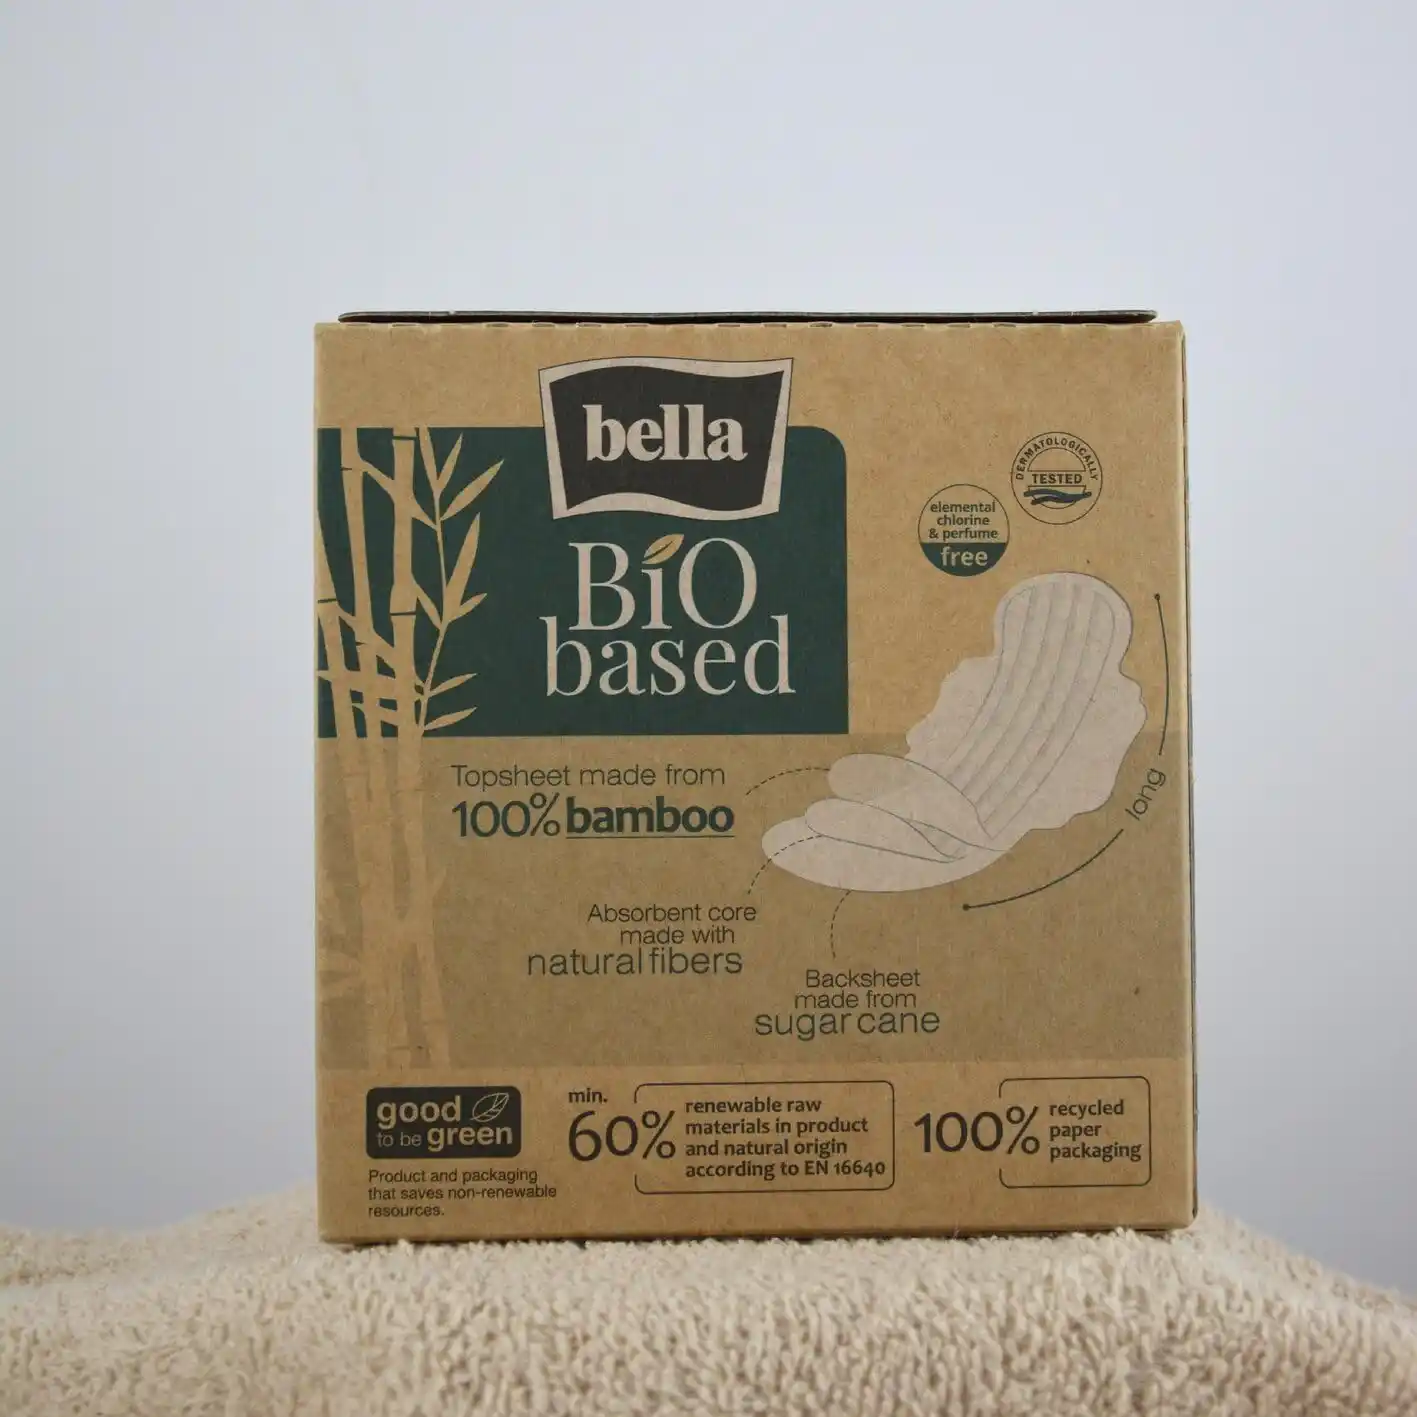 bella
BiO
based
DERMATOLOGICALLY
TESTED
elemental
chlorine
& perfume
free
Topsheet made from
100% bamboo
long
Absorbent core
made with
natural fibers
Backsheet
made from
sugar cane
good
to be green
Product and packaging
that saves non-renewable
resources.
min.
60%
renewable raw
materials in product
and natural origin
according to EN 16640
100%
recycled
paper
packaging